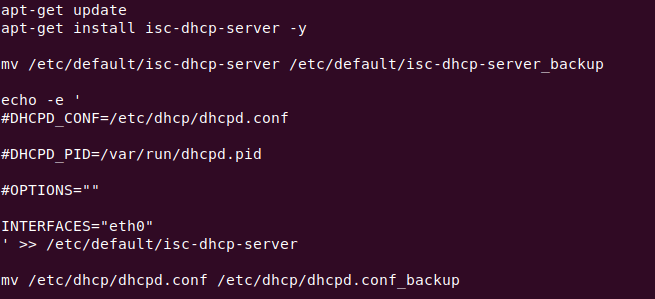 apt-get update
apt-get install isc-dhcp-server -y
mv /etc/default/isc-dhcp-server /etc/default/isc-dhcp-server_backup
echo -e '
#DHCPD_CONF=/etc/dhcp/dhcpd.conf
#DHCPD_PID=/var/run/dhcpd.pid
#OPTIONS=""
INTERFACES="eth0"
' >> /etc/default/isc-dhcp-server
mv /etc/dhcp/dhcpd.conf /etc/dhcp/dhcpd.conf_backup